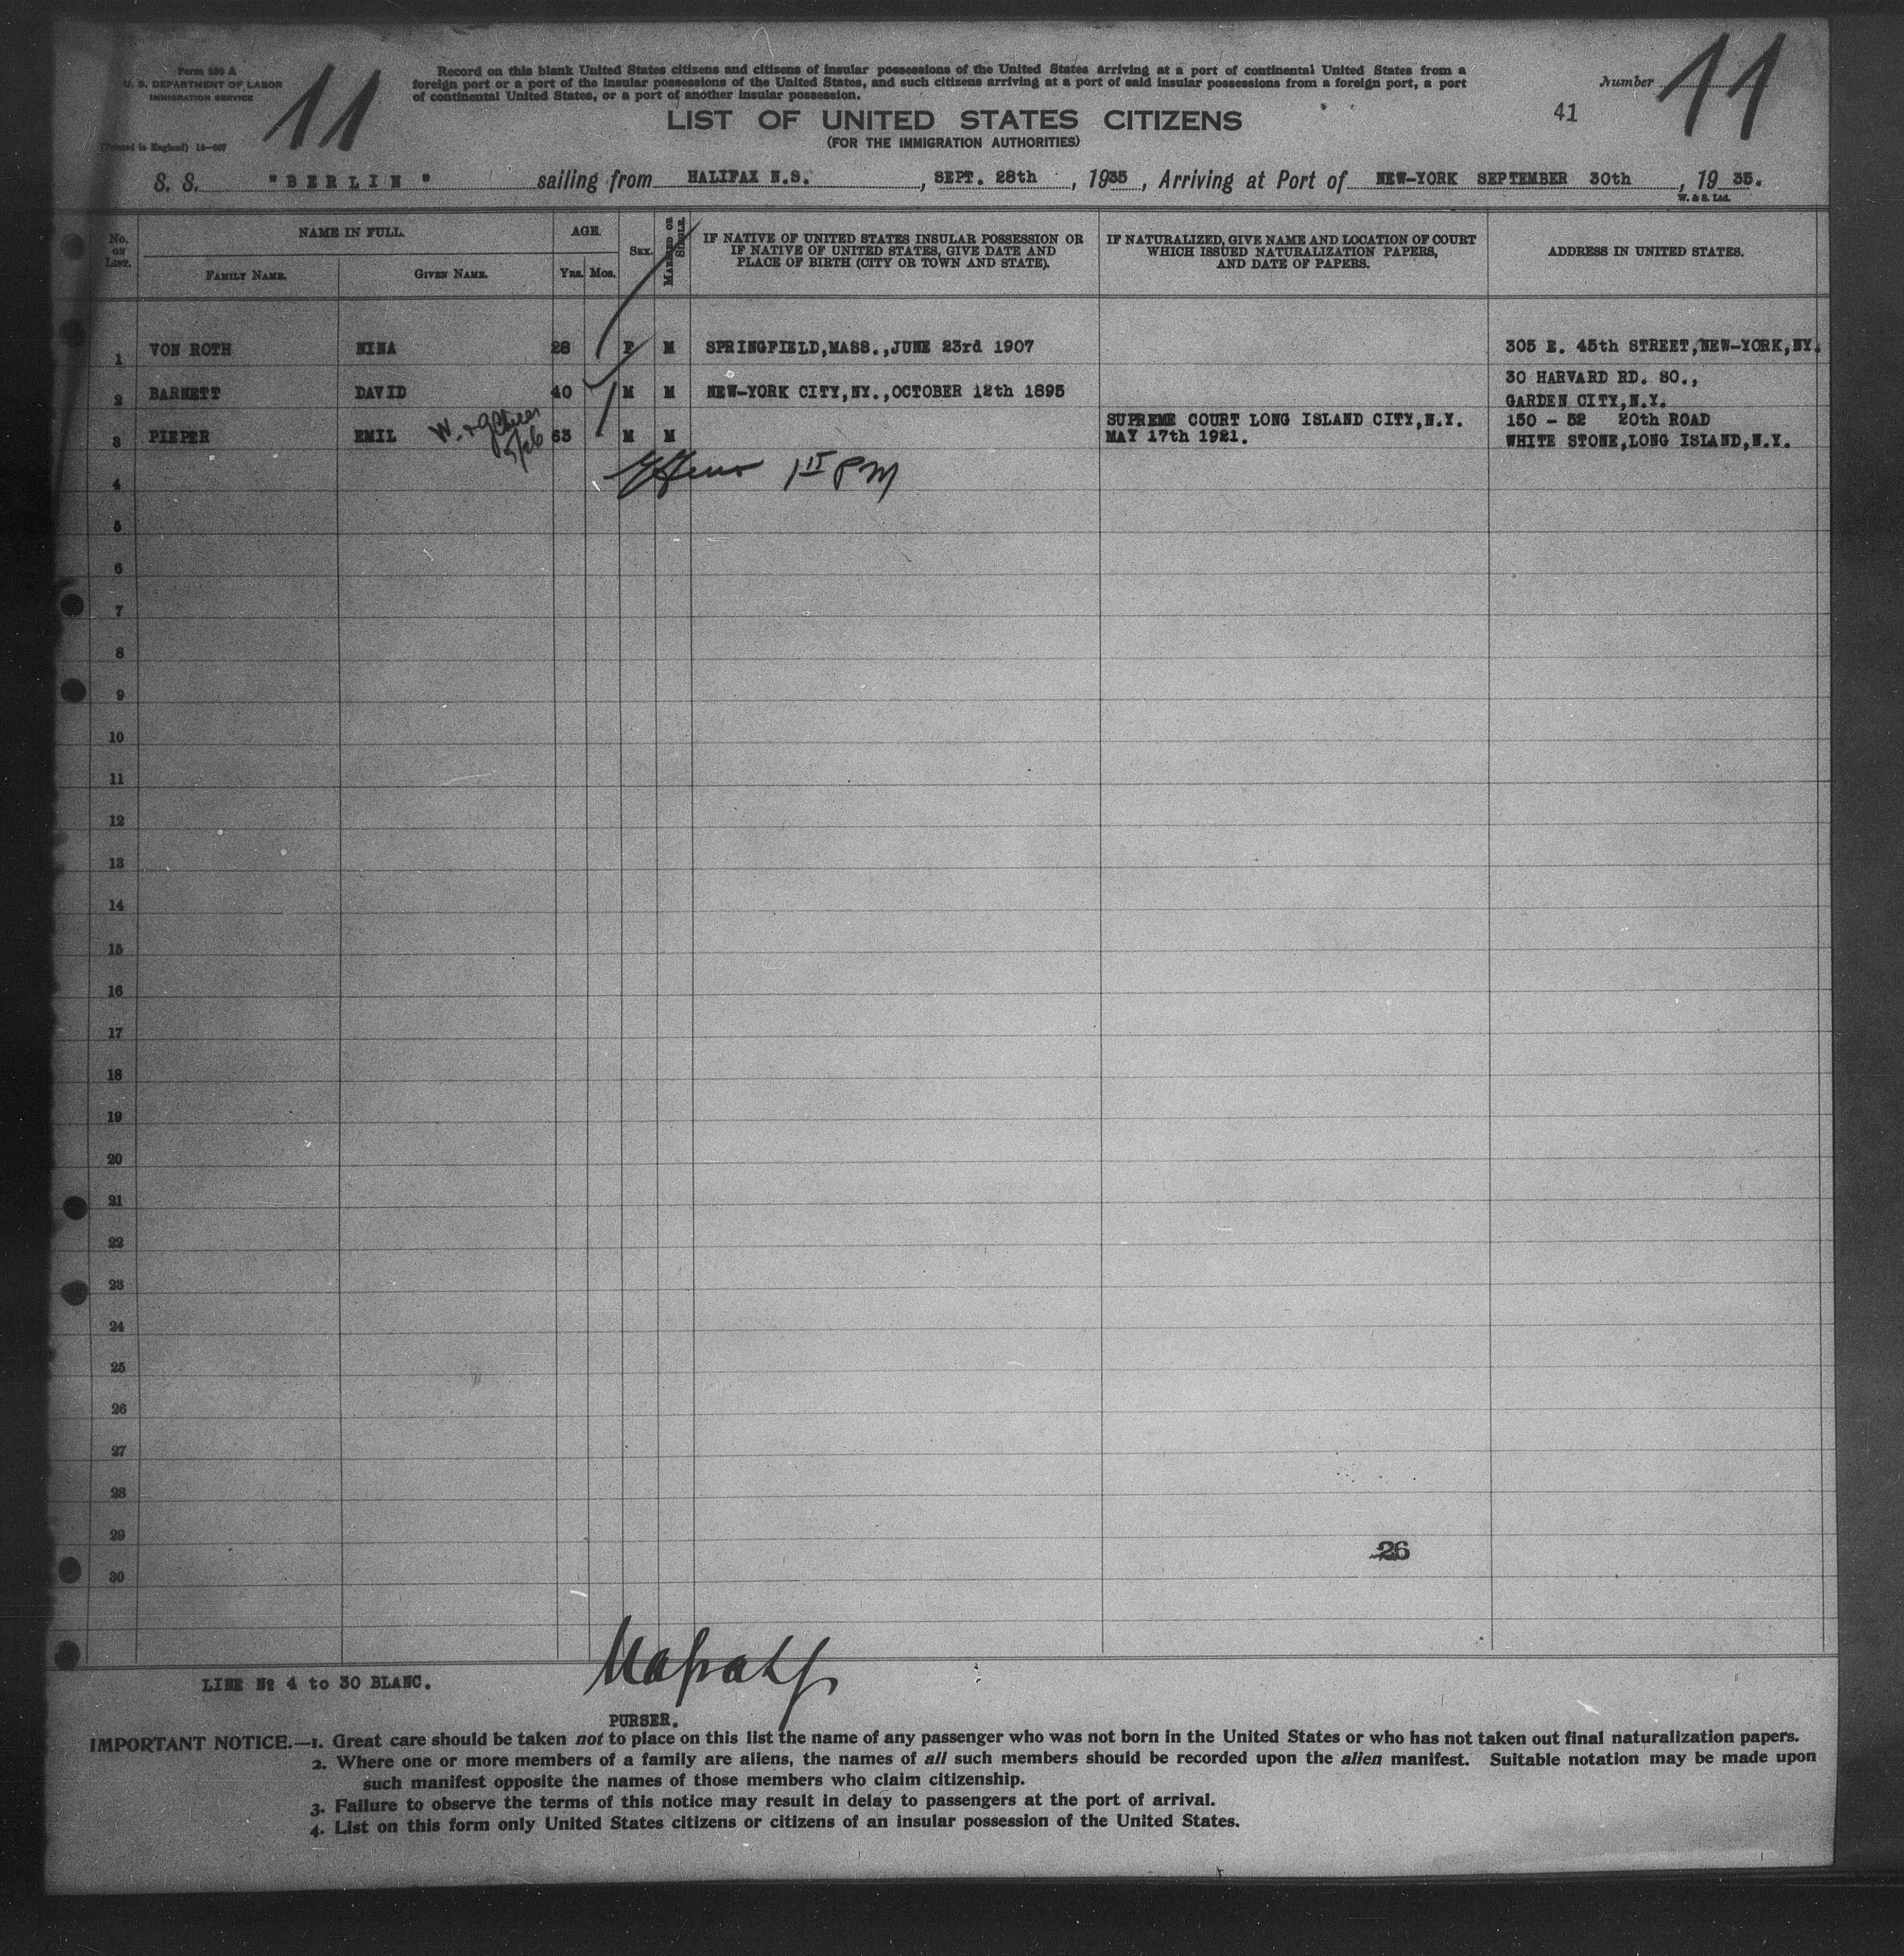 Form 630 A
U. S. DEPARTMENT OF LABOR
IMMIGRATION SERVICE
(Printed in England) 14—607
11
Record on this blank United States citizens and citizens of insular possessions of the United States arriving at a port of continental United States from a
foreign port or a port of the insular possessions of the United States, and such citizens arriving at a port of said insular possessions from a foreign port, a port
of continental United States, or a port of another insular possession.
Number 11
41
LIST OF UNITED STATES CITIZENS
(FOR THE IMMIGRATION AUTHORITIES)
S. S. "BERLIN" sailing from HALIFAX N.S., SEPT. 28th, 1935, Arriving at Port of NEW-YORK SEPTEMBER 30th, 1935.
W. & S. Ltd.
No. ON LIST. NAME IN FULL. AGE. SEX. MARRIED OR SINGLE. IF NATIVE OF UNITED STATES INSULAR POSSESSION OR IF NATIVE OF UNITED STATES, GIVE DATE AND PLACE OF BIRTH (CITY OR TOWN AND STATE). IF NATURALIZED, GIVE NAME AND LOCATION OF COURT WHICH ISSUED NATURALIZATION PAPERS, AND DATE OF PAPERS. ADDRESS IN UNITED STATES.
FAMILY NAME. GIVEN NAME. Yrs. Mos.
1 VON ROTH NINA 28 F M SPRINGFIELD,MASS.,JUNE 23rd 1907 305 E. 45th STREET,NEW-YORK,NY.
2 BARNETT DAVID 40 M M NEW-YORK CITY,NY.,OCTOBER 12th 1895 30 HARVARD RD. SO., GARDEN CITY,N.Y.
3 PIEPER EMIL 63 M M SUPREME COURT LONG ISLAND CITY,N.Y. MAY 17th 1921. 150 - 52 20th ROAD WHITE STONE,LONG ISLAND,N.Y.
4 PM
5
6
7
8
9
10
11
12
13
14
15
16
17
18
19
20
21
22
23
24
25
26
27
28
29
26
30
LINE № 4 to 30 BLANC.
PURSER.
IMPORTANT NOTICE.—1. Great care should be taken not to place on this list the name of any passenger who was not born in the United States or who has not taken out final naturalization papers.
2. Where one or more members of a family are aliens, the names of all such members should be recorded upon the alien manifest. Suitable notation may be made upon
such manifest opposite the names of those members who claim citizenship.
3. Failure to observe the terms of this notice may result in delay to passengers at the port of arrival.
4. List on this form only United States citizens or citizens of an insular possession of the United States.